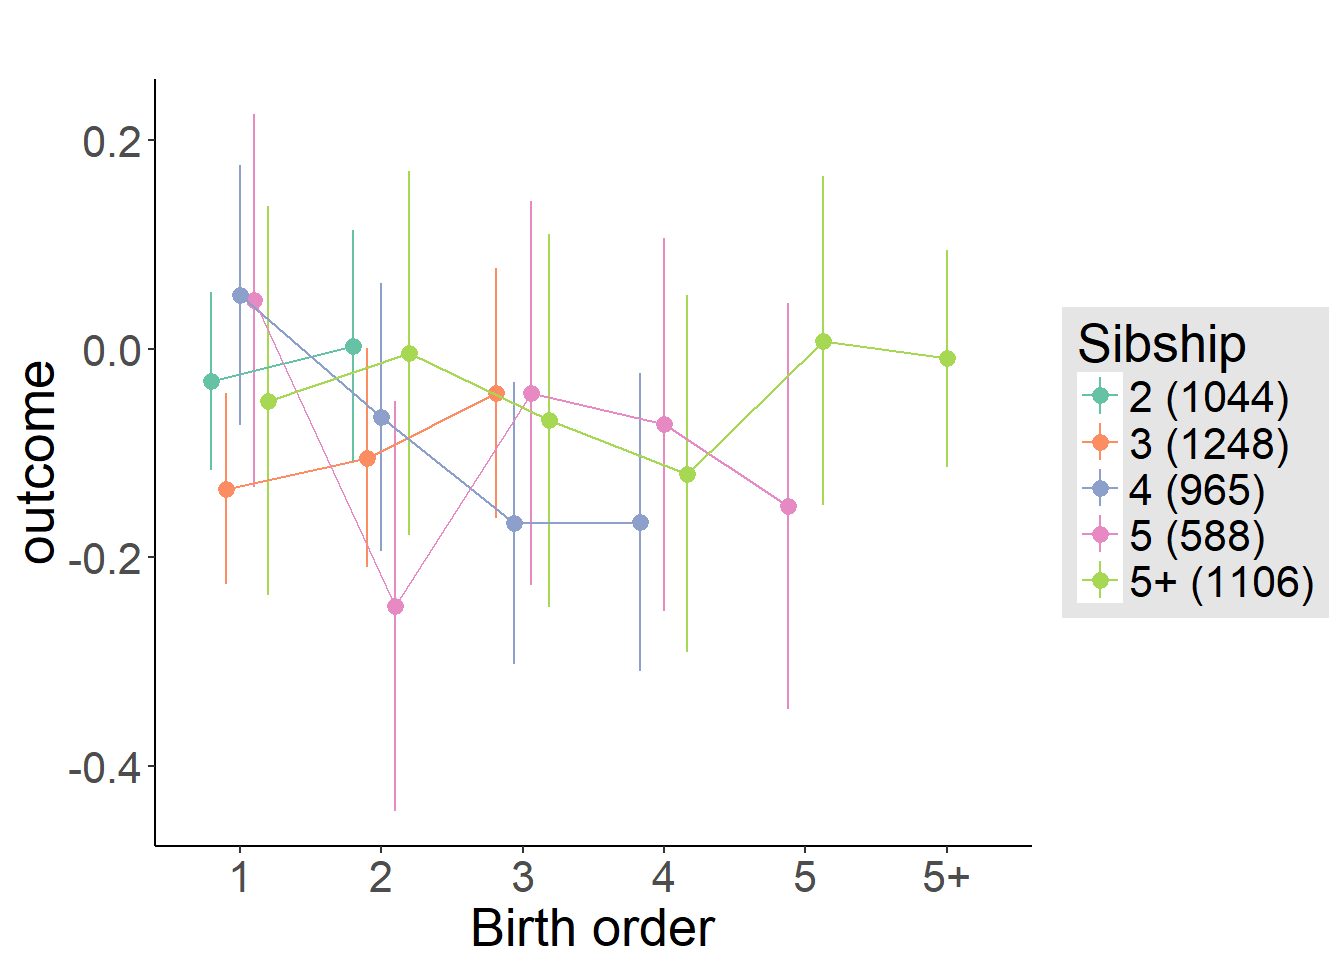 0.2
0.0
-0.2
-0.4
outcome
1 2 3 4 5 5+
Birth order
Sibship
2 (1044)
3 (1248)
4 (965)
5 (588)
5+ (1106)